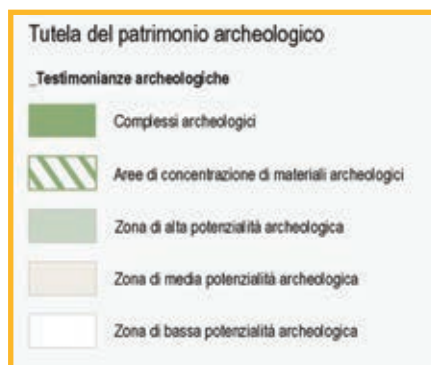 Tutela del patrimonio archeologico
_Testimonianze archeologiche
Complessi archeologici
Aree di concentrazione di materiali archeologici
Zona di alta potenzialità archeologica
Zona di media potenzialità archeologica
Zona di bassa potenzialità archeologica